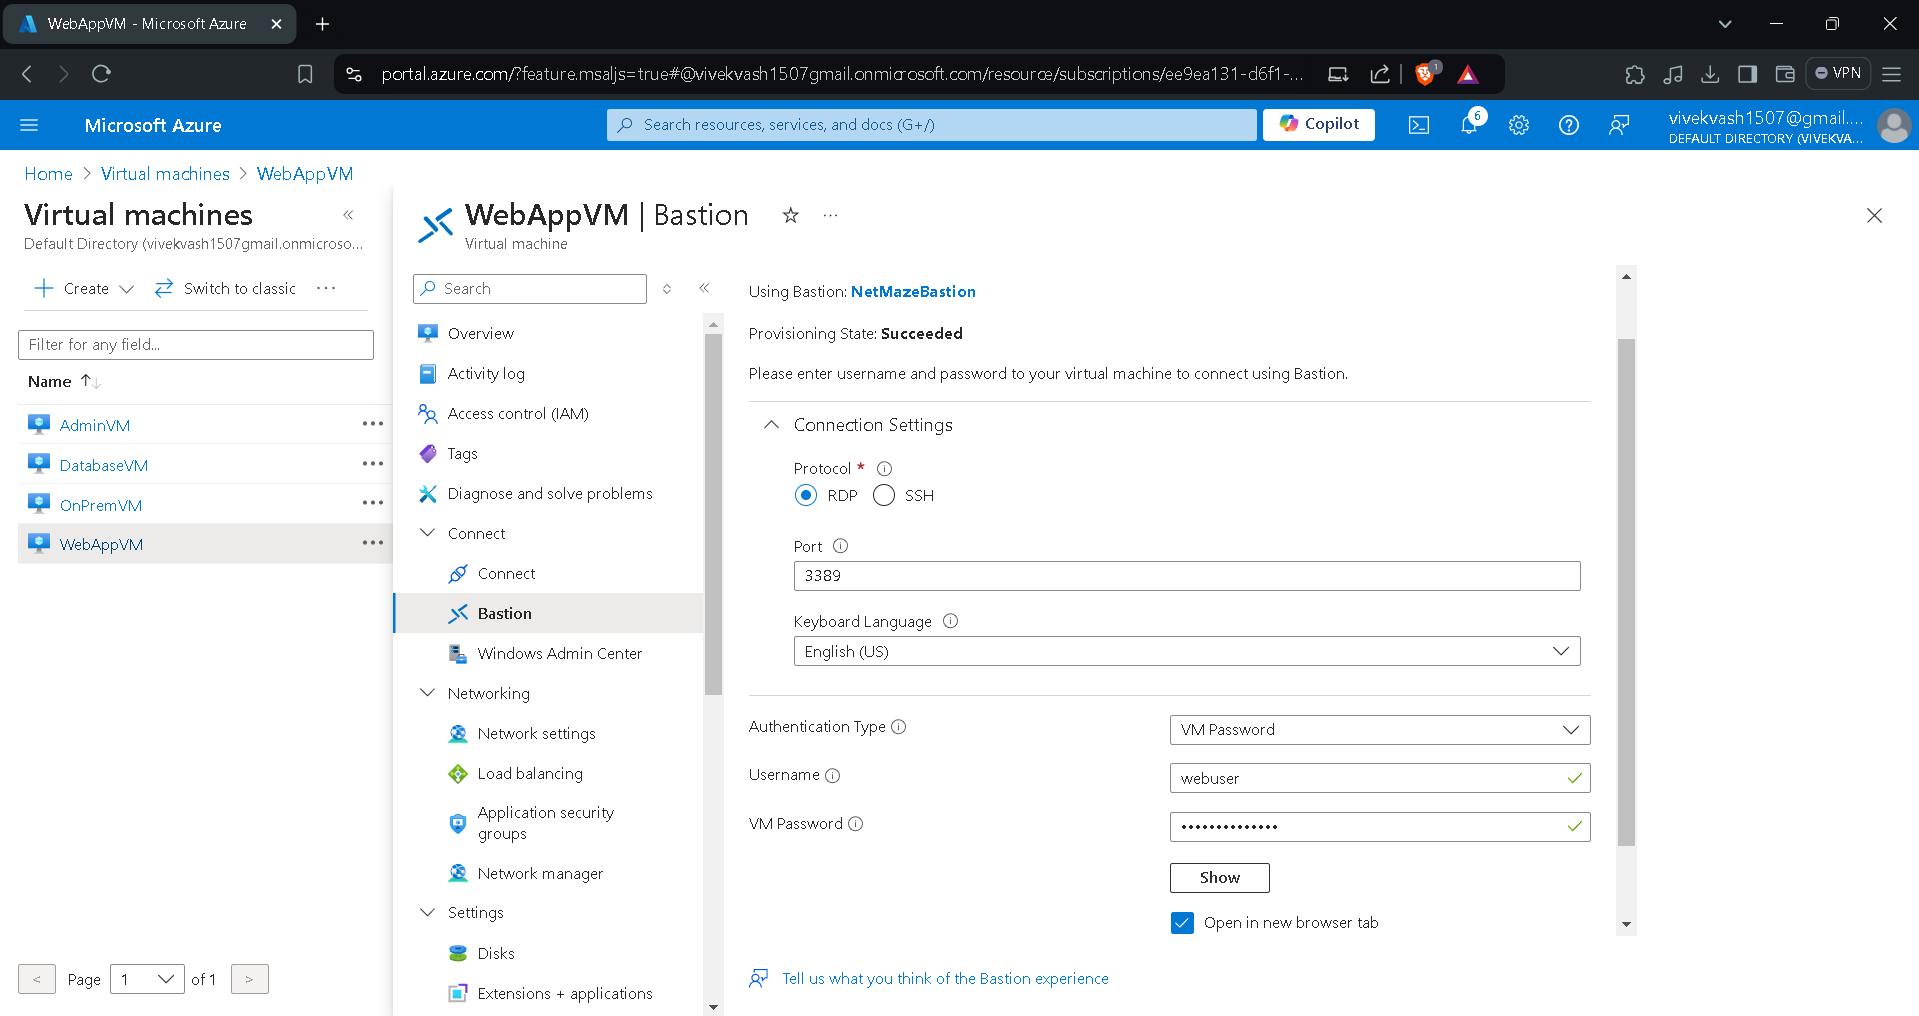 WebAppVM - Microsoft Azure
portal.azure.com/?feature.msaljs=true#@vivekvash1507gmail.onmicrosoft.com/resource/subscriptions/ee9ea131-d6f1-...
1
VPN
Microsoft Azure
Search resources, services, and docs (G+/)
Copilot
6
vivekvash1507@gmail....
DEFAULT DIRECTORY (VIVEKVA...
Home > Virtual machines > WebAppVM
Virtual machines
Default Directory (vivekvash1507gmail.onmicroso...
Create
Switch to classic
Filter for any field...
Name
AdminVM
DatabaseVM
OnPremVM
WebAppVM
< Page 1 of 1 >
WebAppVM | Bastion
Virtual machine
Search
Overview
Activity log
Access control (IAM)
Tags
Diagnose and solve problems
Connect
Connect
Bastion
Windows Admin Center
Networking
Network settings
Load balancing
Application security
groups
Network manager
Settings
Disks
Extensions + applications
Using Bastion: NetMazeBastion
Provisioning State: Succeeded
Please enter username and password to your virtual machine to connect using Bastion.
Connection Settings
Protocol *
RDP SSH
Port
3389
Keyboard Language
English (US)
Authentication Type
VM Password
Username
webuser
VM Password
••••••••••••••
Show
Open in new browser tab
Tell us what you think of the Bastion experience